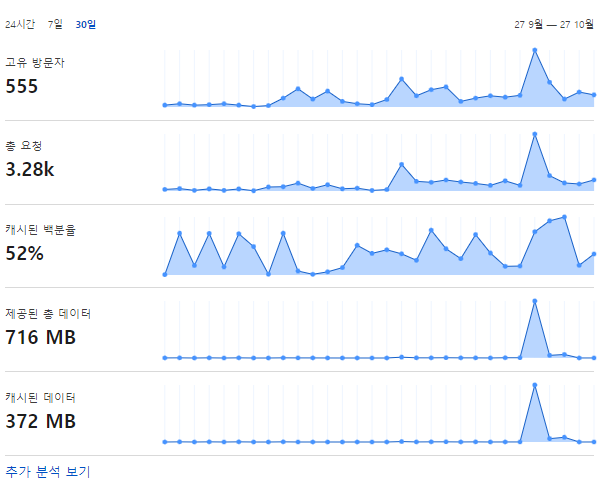 24시간 7일 30일 27 9월 — 27 10월
고유 방문자
555
총 요청
3.28k
캐시된 백분율
52%
제공된 총 데이터
716 MB
캐시된 데이터
372 MB
추가 분석 보기